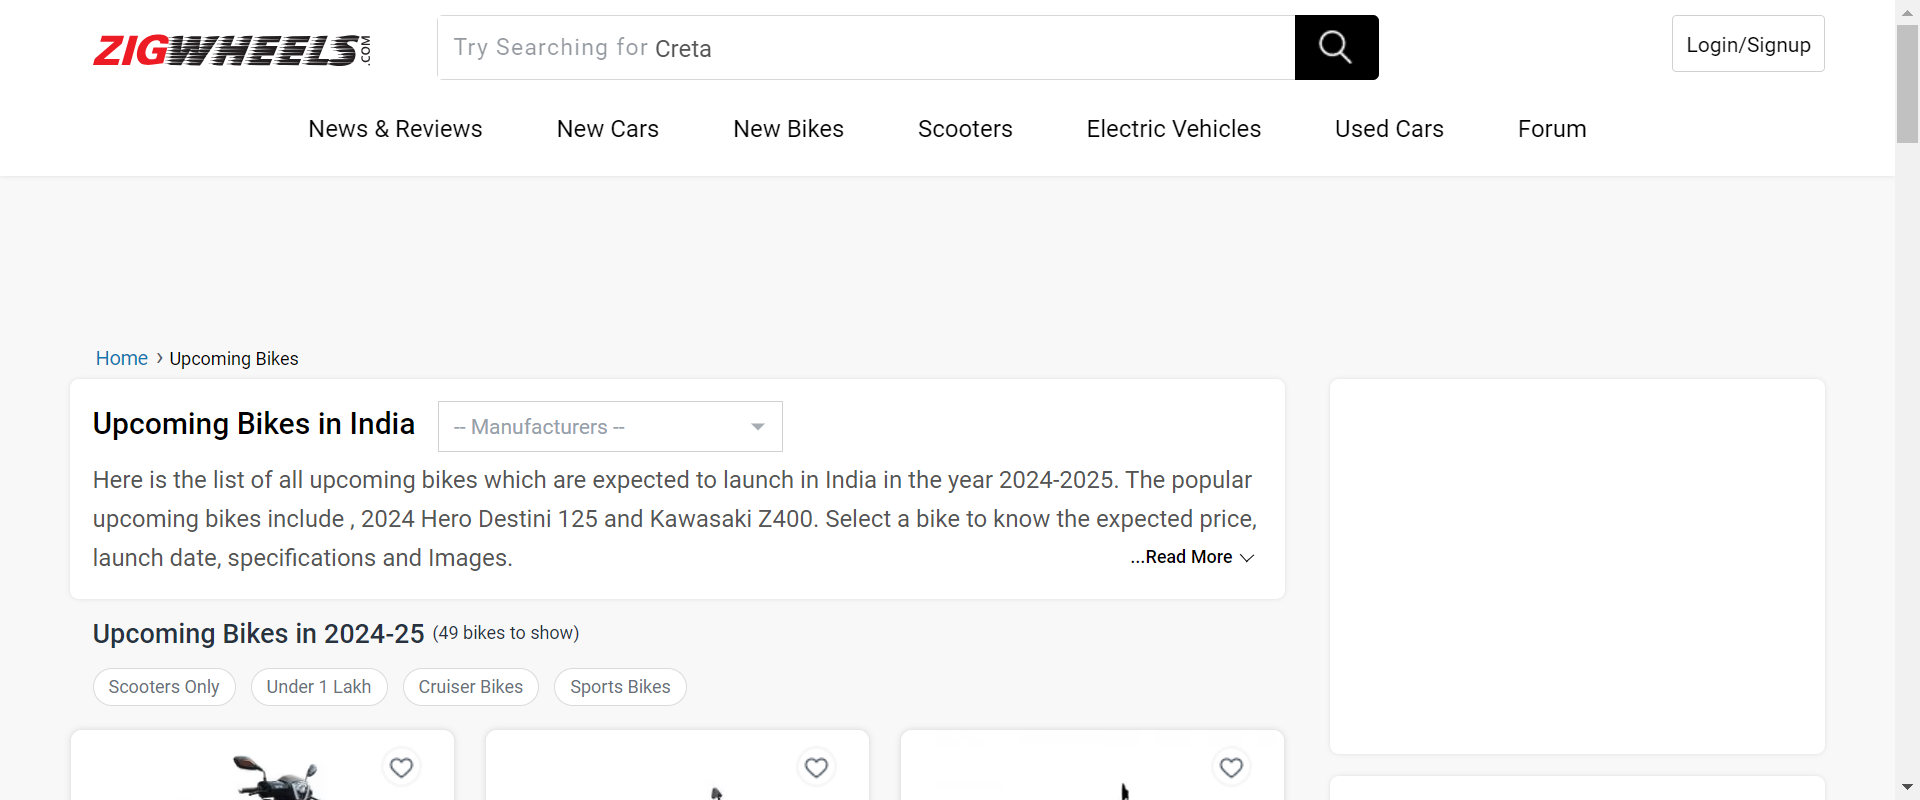 ZIGWHEELS.COM
Try Searching for Creta
Login/Signup
News & Reviews
New Cars
New Bikes
Scooters
Electric Vehicles
Used Cars
Forum
Home › Upcoming Bikes
Upcoming Bikes in India
-- Manufacturers --
Here is the list of all upcoming bikes which are expected to launch in India in the year 2024-2025. The popular
upcoming bikes include , 2024 Hero Destini 125 and Kawasaki Z400. Select a bike to know the expected price,
launch date, specifications and Images.
...Read More
Upcoming Bikes in 2024-25 (49 bikes to show)
Scooters Only
Under 1 Lakh
Cruiser Bikes
Sports Bikes